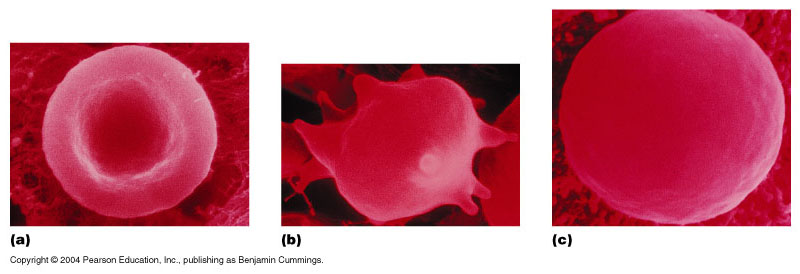 (a)
(b)
(c)
Copyright © 2004 Pearson Education, Inc., publishing as Benjamin Cummings.